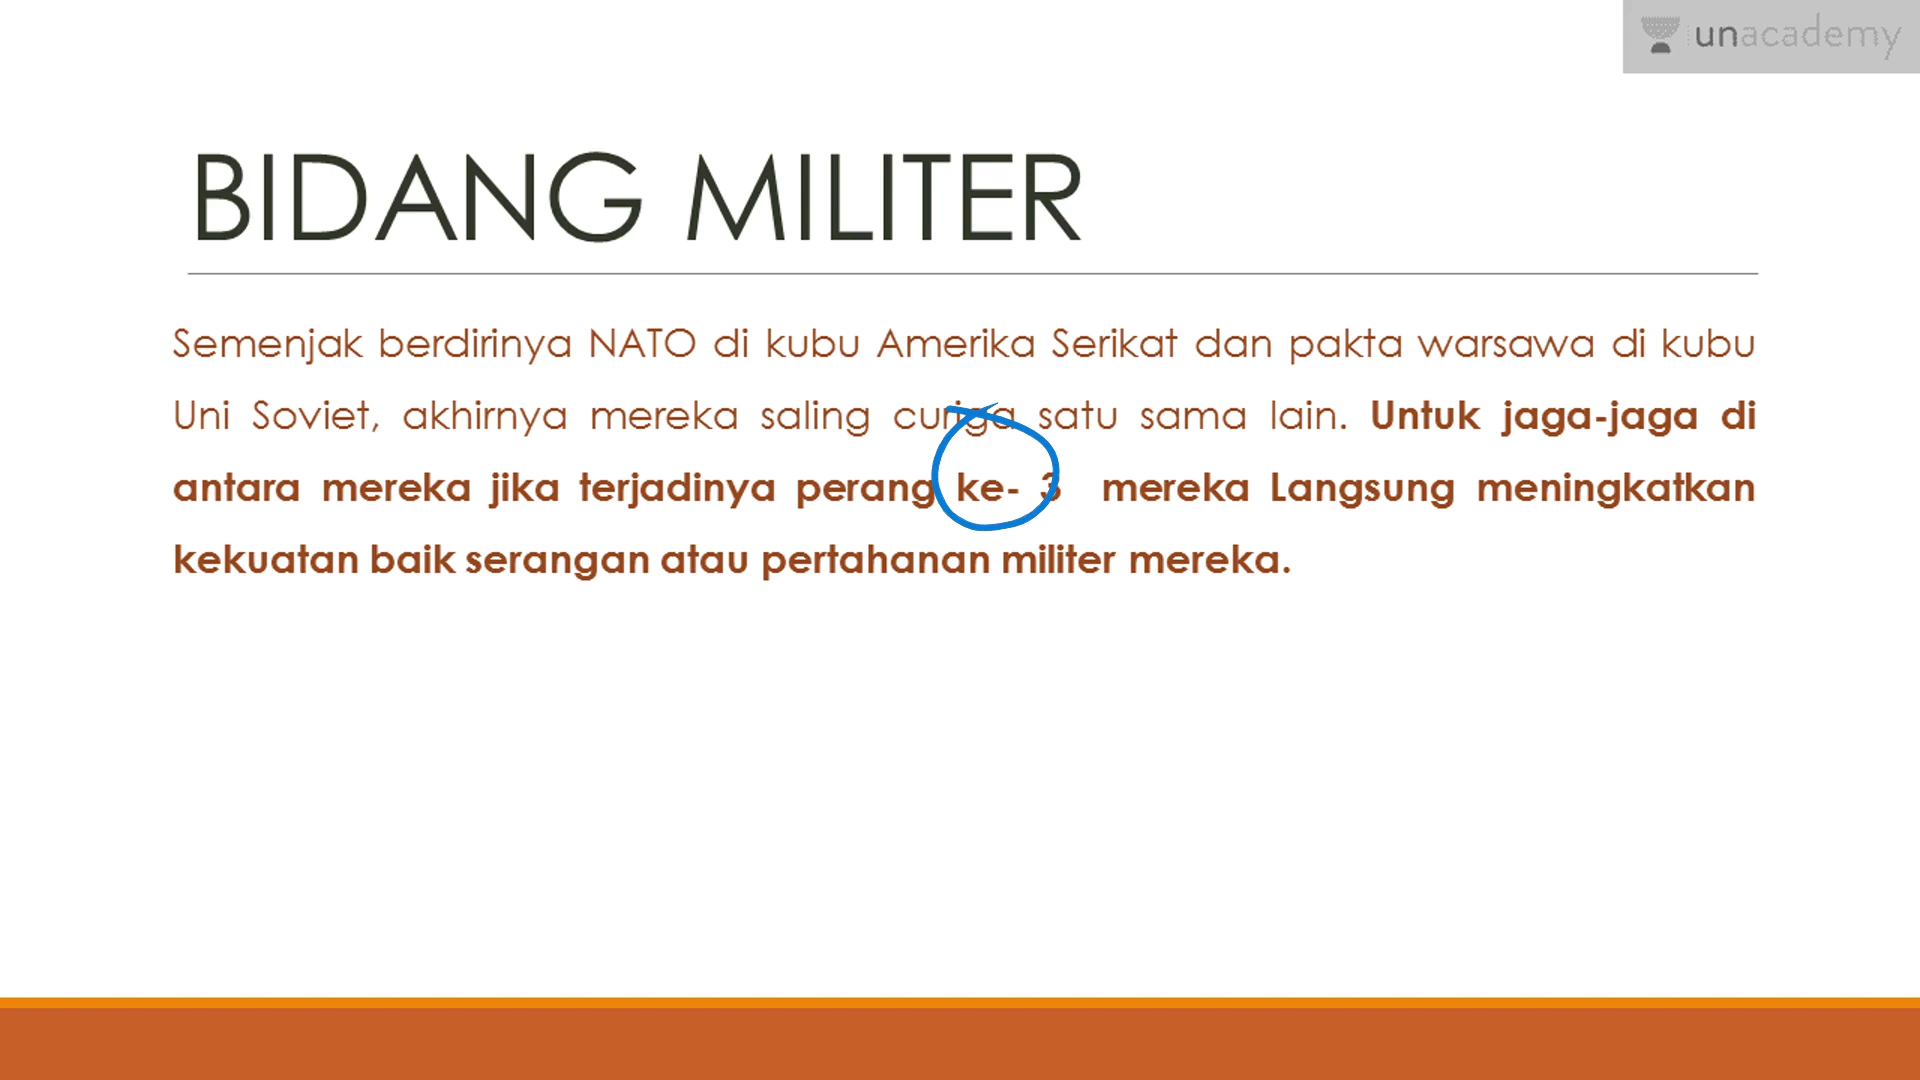 unacademy
BIDANG MILITER
Semenjak berdirinya NATO di kubu Amerika Serikat dan pakta warsawa di kubu
Uni Soviet, akhirnya mereka saling curiga satu sama lain. Untuk jaga-jaga di
antara mereka jika terjadinya perang ke- 3 mereka Langsung meningkatkan
kekuatan baik serangan atau pertahanan militer mereka.